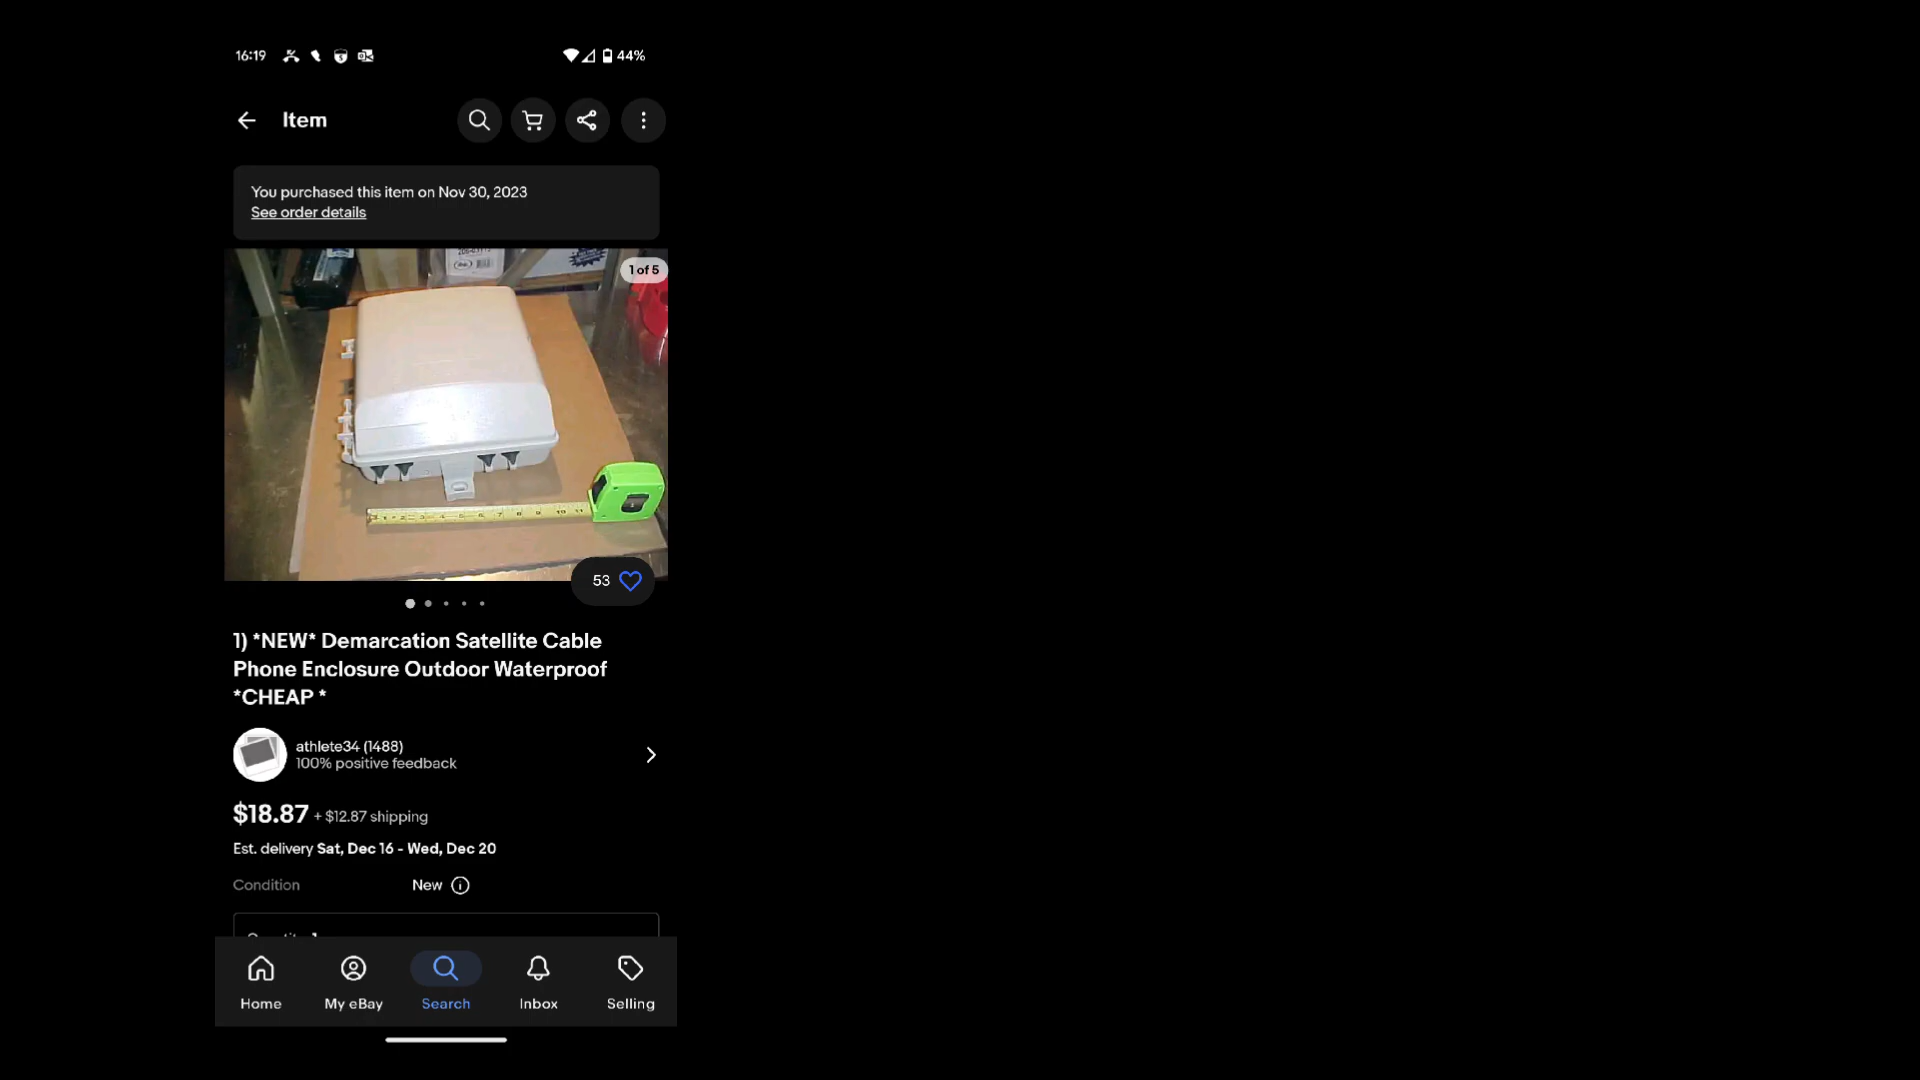 16:19
44%
Item
You purchased this item on Nov 30, 2023
See order details
1 of 5
53
1) *NEW* Demarcation Satellite Cable
Phone Enclosure Outdoor Waterproof
*CHEAP *
athlete34 (1488)
100% positive feedback
$18.87 + $12.87 shipping
Est. delivery Sat, Dec 16 - Wed, Dec 20
Condition New
Home My eBay Search Inbox Selling